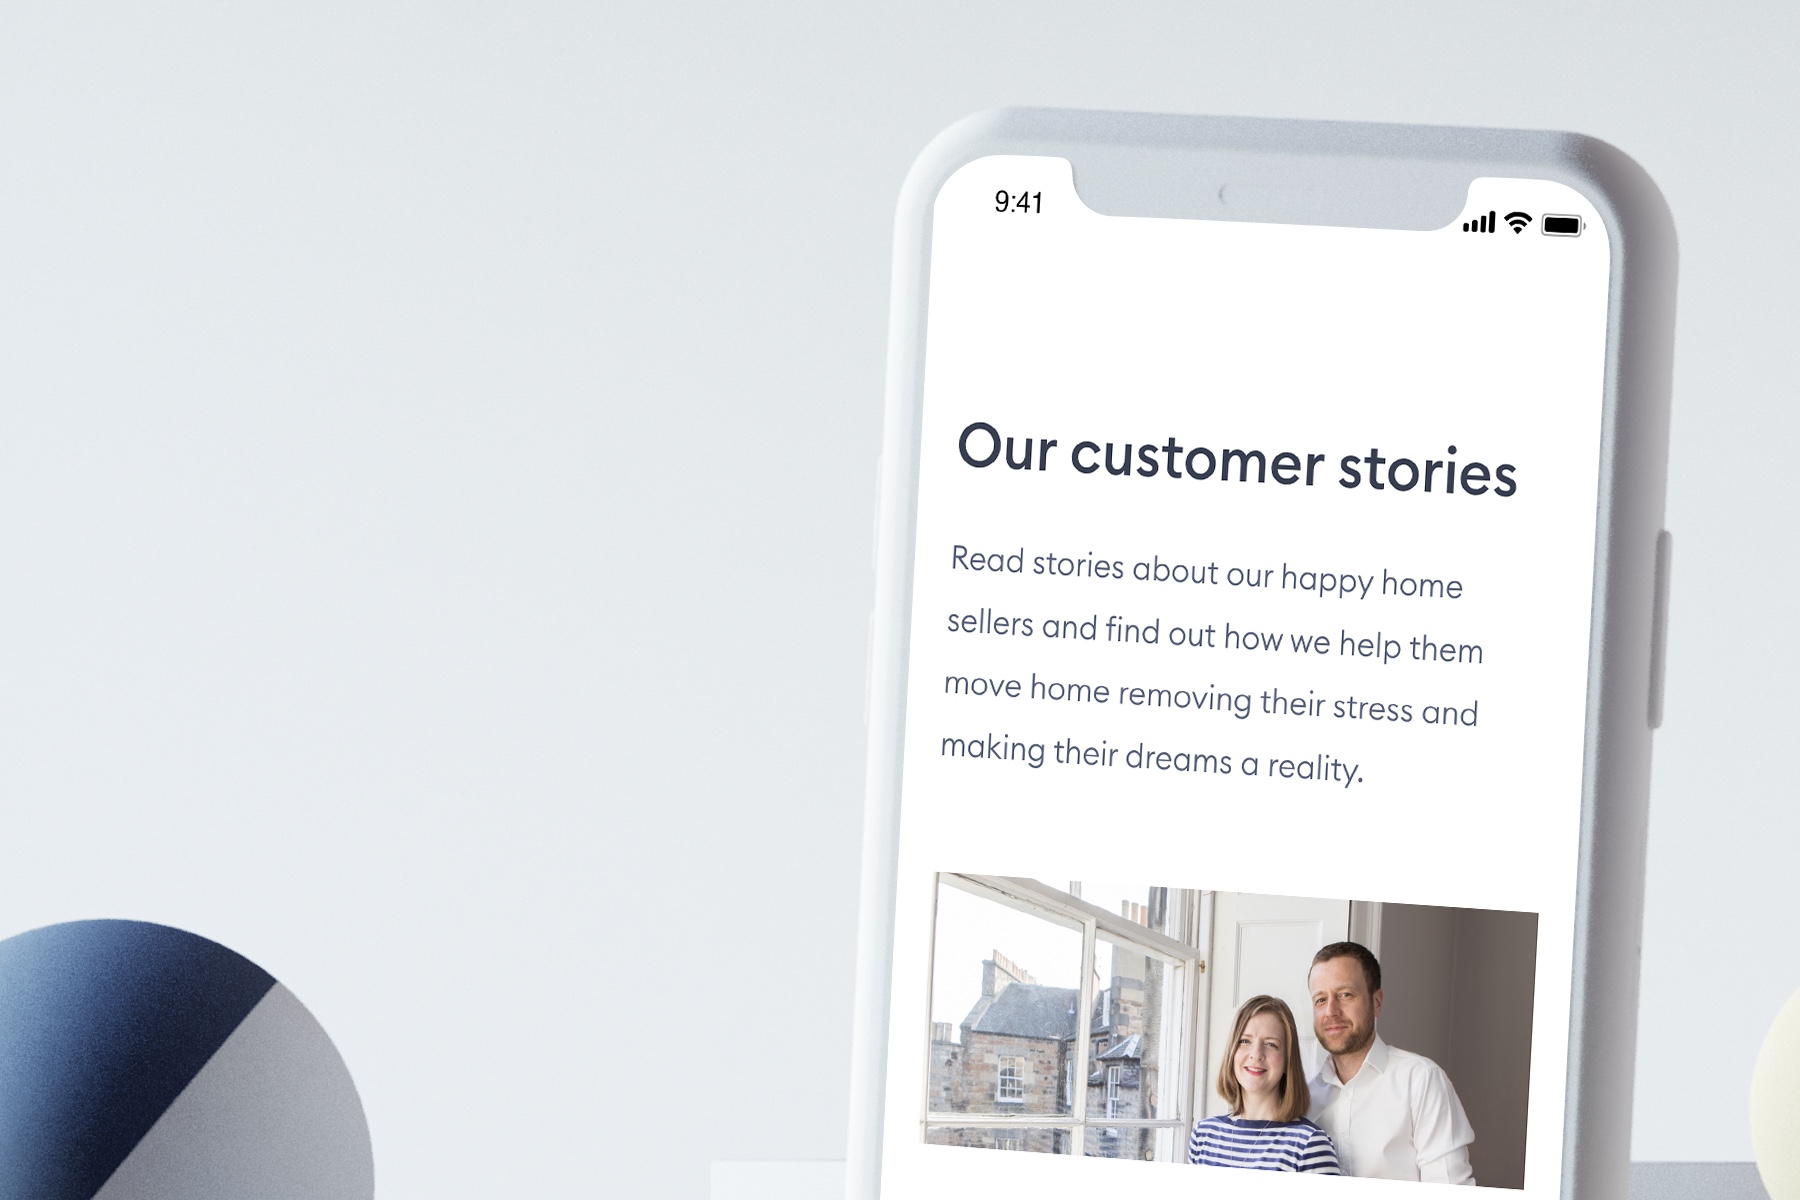 9:41
Our customer stories
Read stories about our happy home
sellers and find out how we help them
move home removing their stress and
making their dreams a reality.